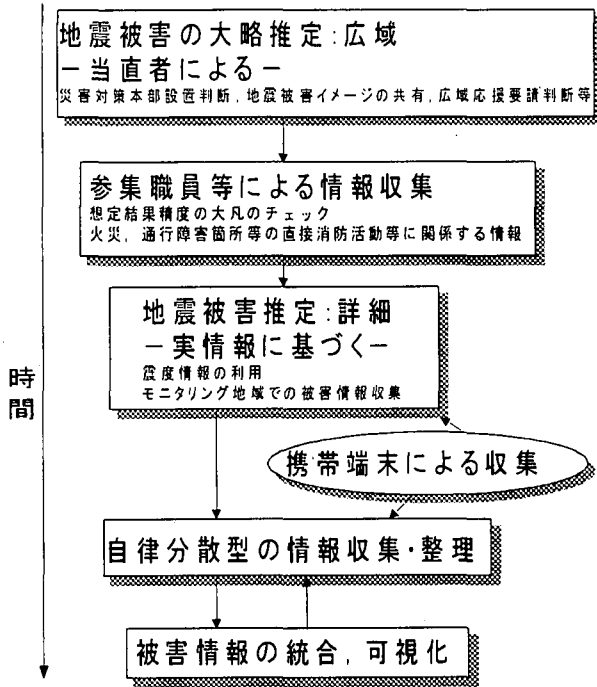 地震被害の大略推定:広域
－当直者による－
災害対策本部設置判断,地震被害イメージの共有,広域応援要請判断等
参集職員等による情報収集
想定結果精度の大凡のチェック
火災,通行障害箇所等の直接消防活動等に関係する情報
地震被害推定:詳細
－実情報に基づく－
震度情報の利用
モニタリング地域での被害情報収集
時間
携帯端末による収集
自律分散型の情報収集・整理
被害情報の統合,可視化